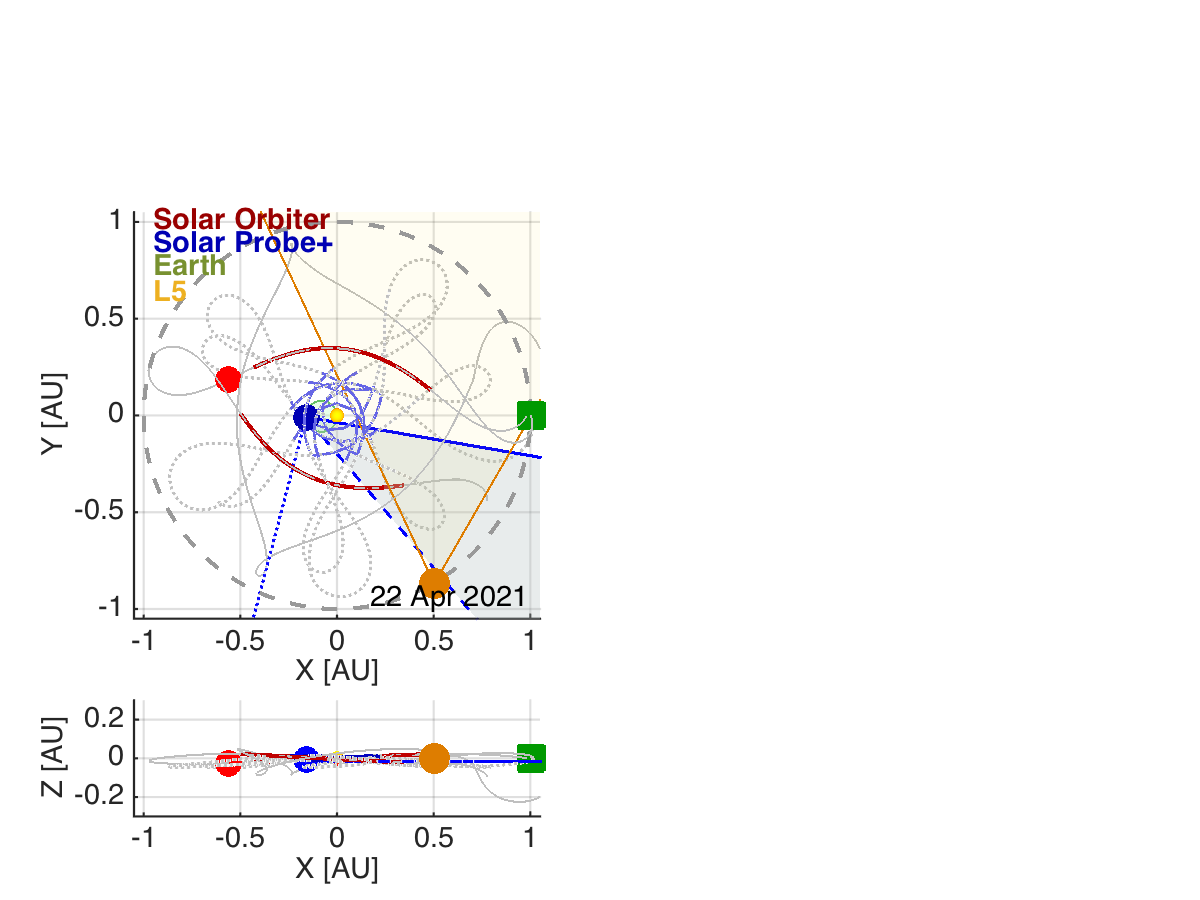 Solar Orbiter
Solar Probe+
Earth
L5
1
0.5
0
-0.5
-1
Y [AU]
22 Apr 2021
-1 -0.5 0 0.5 1
X [AU]
0.2
0
-0.2
Z [AU]
-1 -0.5 0 0.5 1
X [AU]